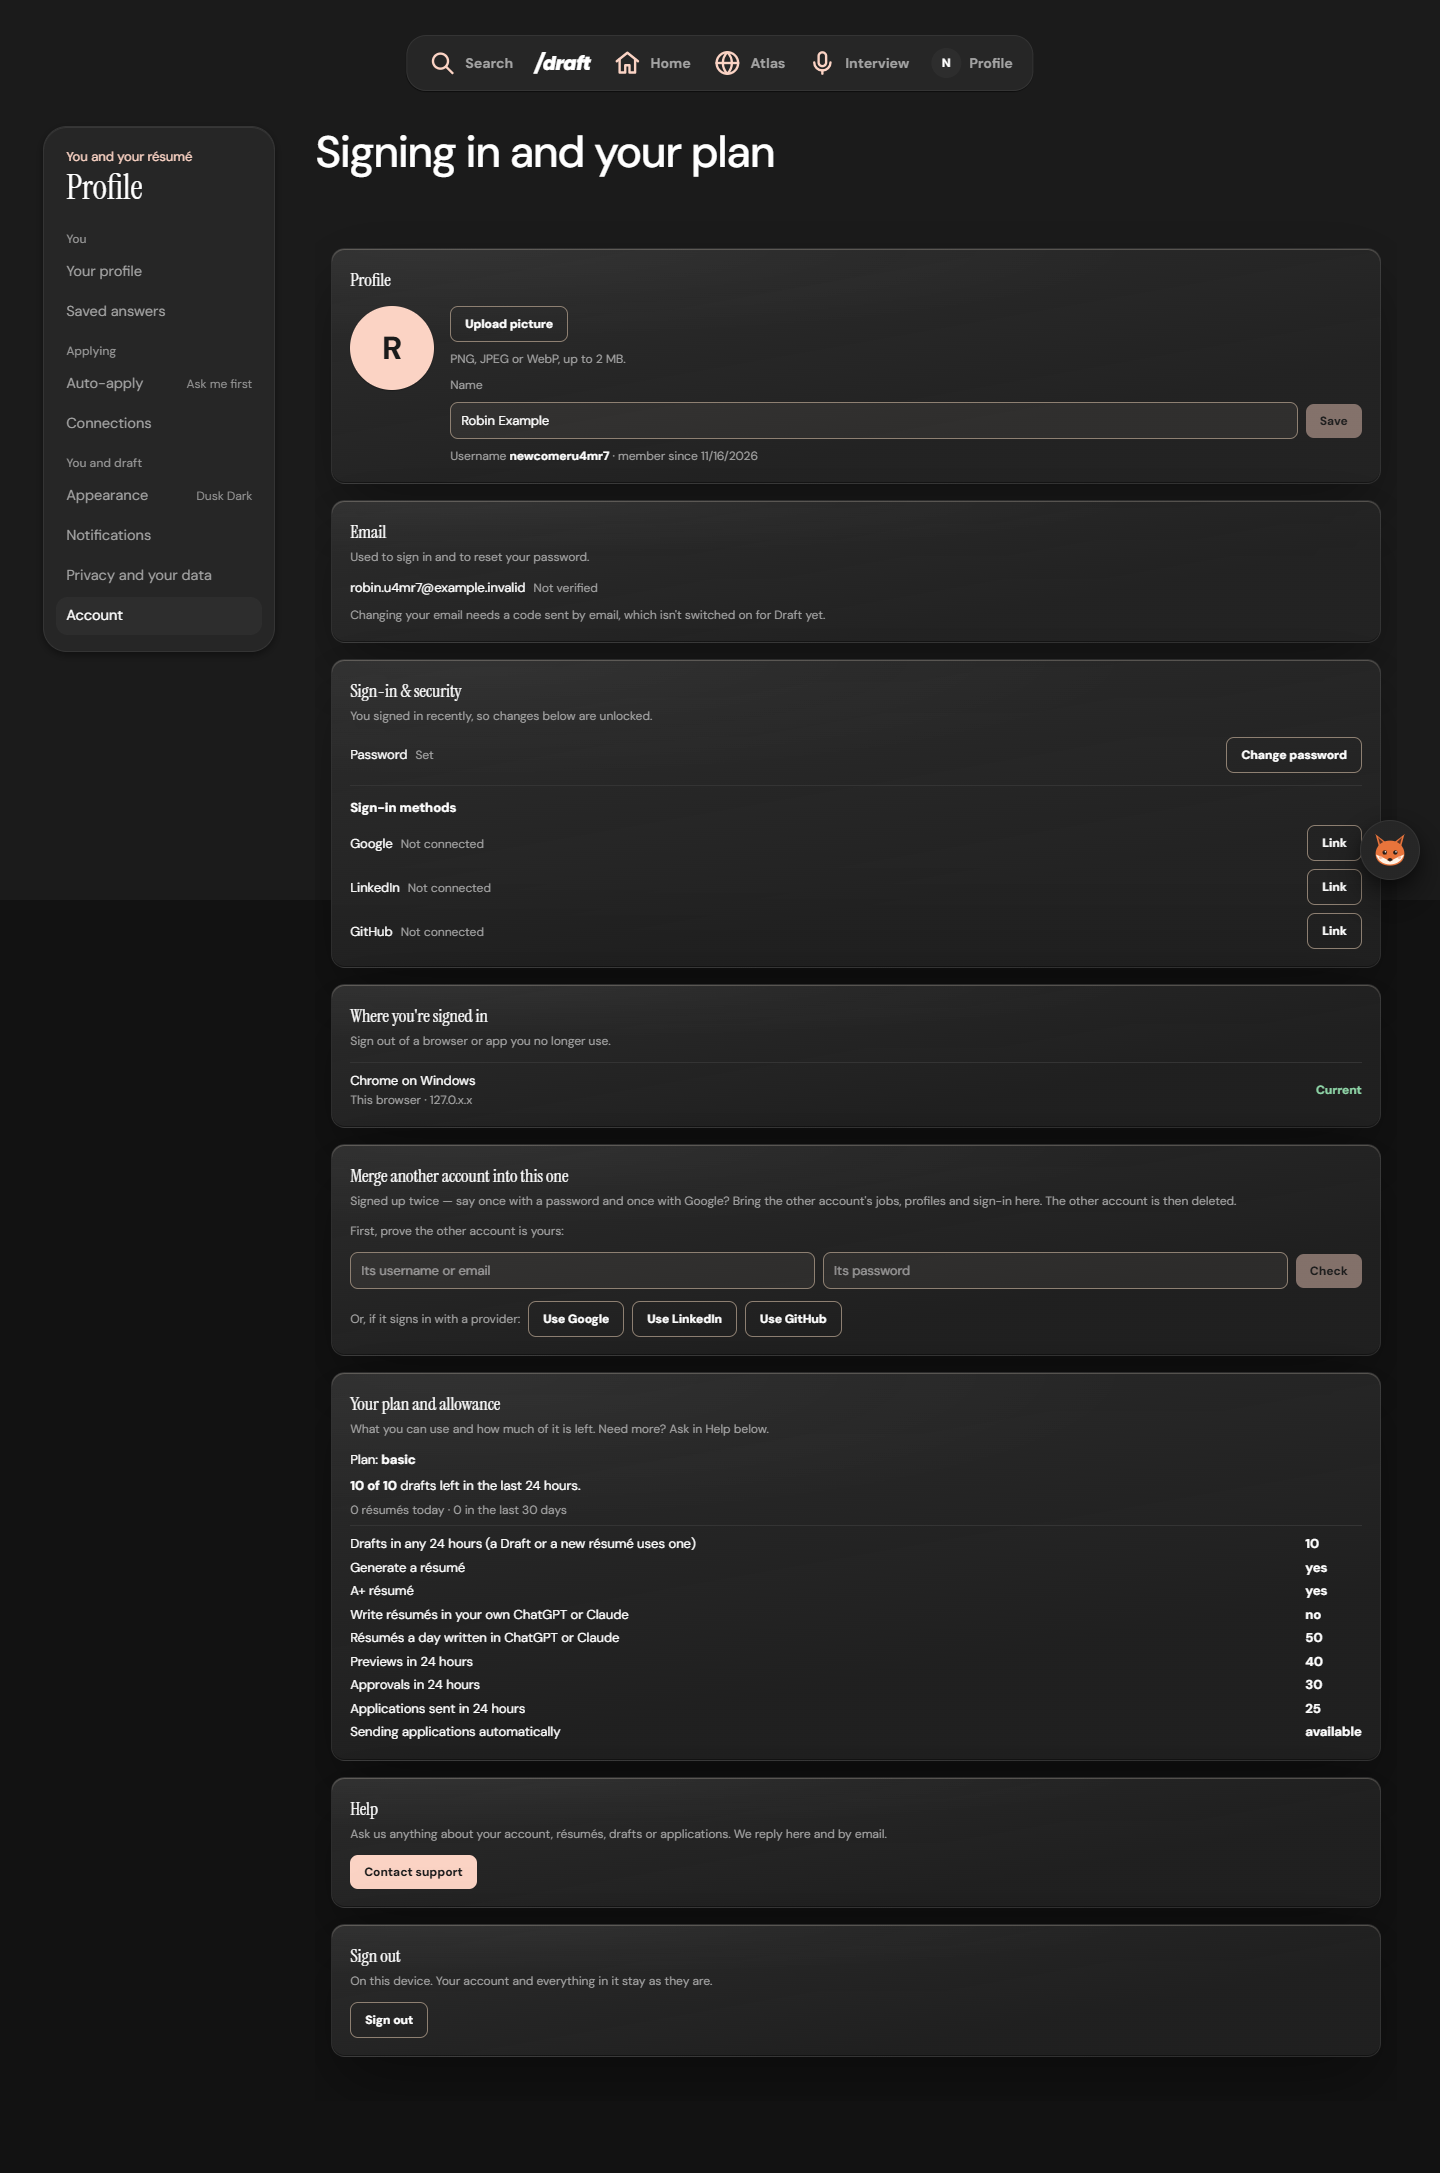 Search
/draft
Home
Atlas
Interview
N
Profile
You and your résumé
Profile
You
Your profile
Saved answers
Applying
Auto-apply
Ask me first
Connections
You and draft
Appearance
Dusk Dark
Notifications
Privacy and your data
Account
Signing in and your plan
Profile
R
Upload picture
PNG, JPEG or WebP, up to 2 MB.
Name
Robin Example
Save
Username newcomeru4mr7 · member since 11/16/2026
Email
Used to sign in and to reset your password.
robin.u4mr7@example.invalid Not verified
Changing your email needs a code sent by email, which isn't switched on for Draft yet.
Sign-in & security
You signed in recently, so changes below are unlocked.
Password Set
Change password
Sign-in methods
Google Not connected
Link
LinkedIn Not connected
Link
GitHub Not connected
Link
Where you're signed in
Sign out of a browser or app you no longer use.
Chrome on Windows
This browser · 127.0.x.x
Current
Merge another account into this one
Signed up twice — say once with a password and once with Google? Bring the other account's jobs, profiles and sign-in here. The other account is then deleted.
First, prove the other account is yours:
Its username or email
Its password
Check
Or, if it signs in with a provider:
Use Google
Use LinkedIn
Use GitHub
Your plan and allowance
What you can use and how much of it is left. Need more? Ask in Help below.
Plan: basic
10 of 10 drafts left in the last 24 hours.
0 résumés today · 0 in the last 30 days
Drafts in any 24 hours (a Draft or a new résumé uses one) 10
Generate a résumé yes
A+ résumé yes
Write résumés in your own ChatGPT or Claude no
Résumés a day written in ChatGPT or Claude 50
Previews in 24 hours 40
Approvals in 24 hours 30
Applications sent in 24 hours 25
Sending applications automatically available
Help
Ask us anything about your account, résumés, drafts or applications. We reply here and by email.
Contact support
Sign out
On this device. Your account and everything in it stay as they are.
Sign out